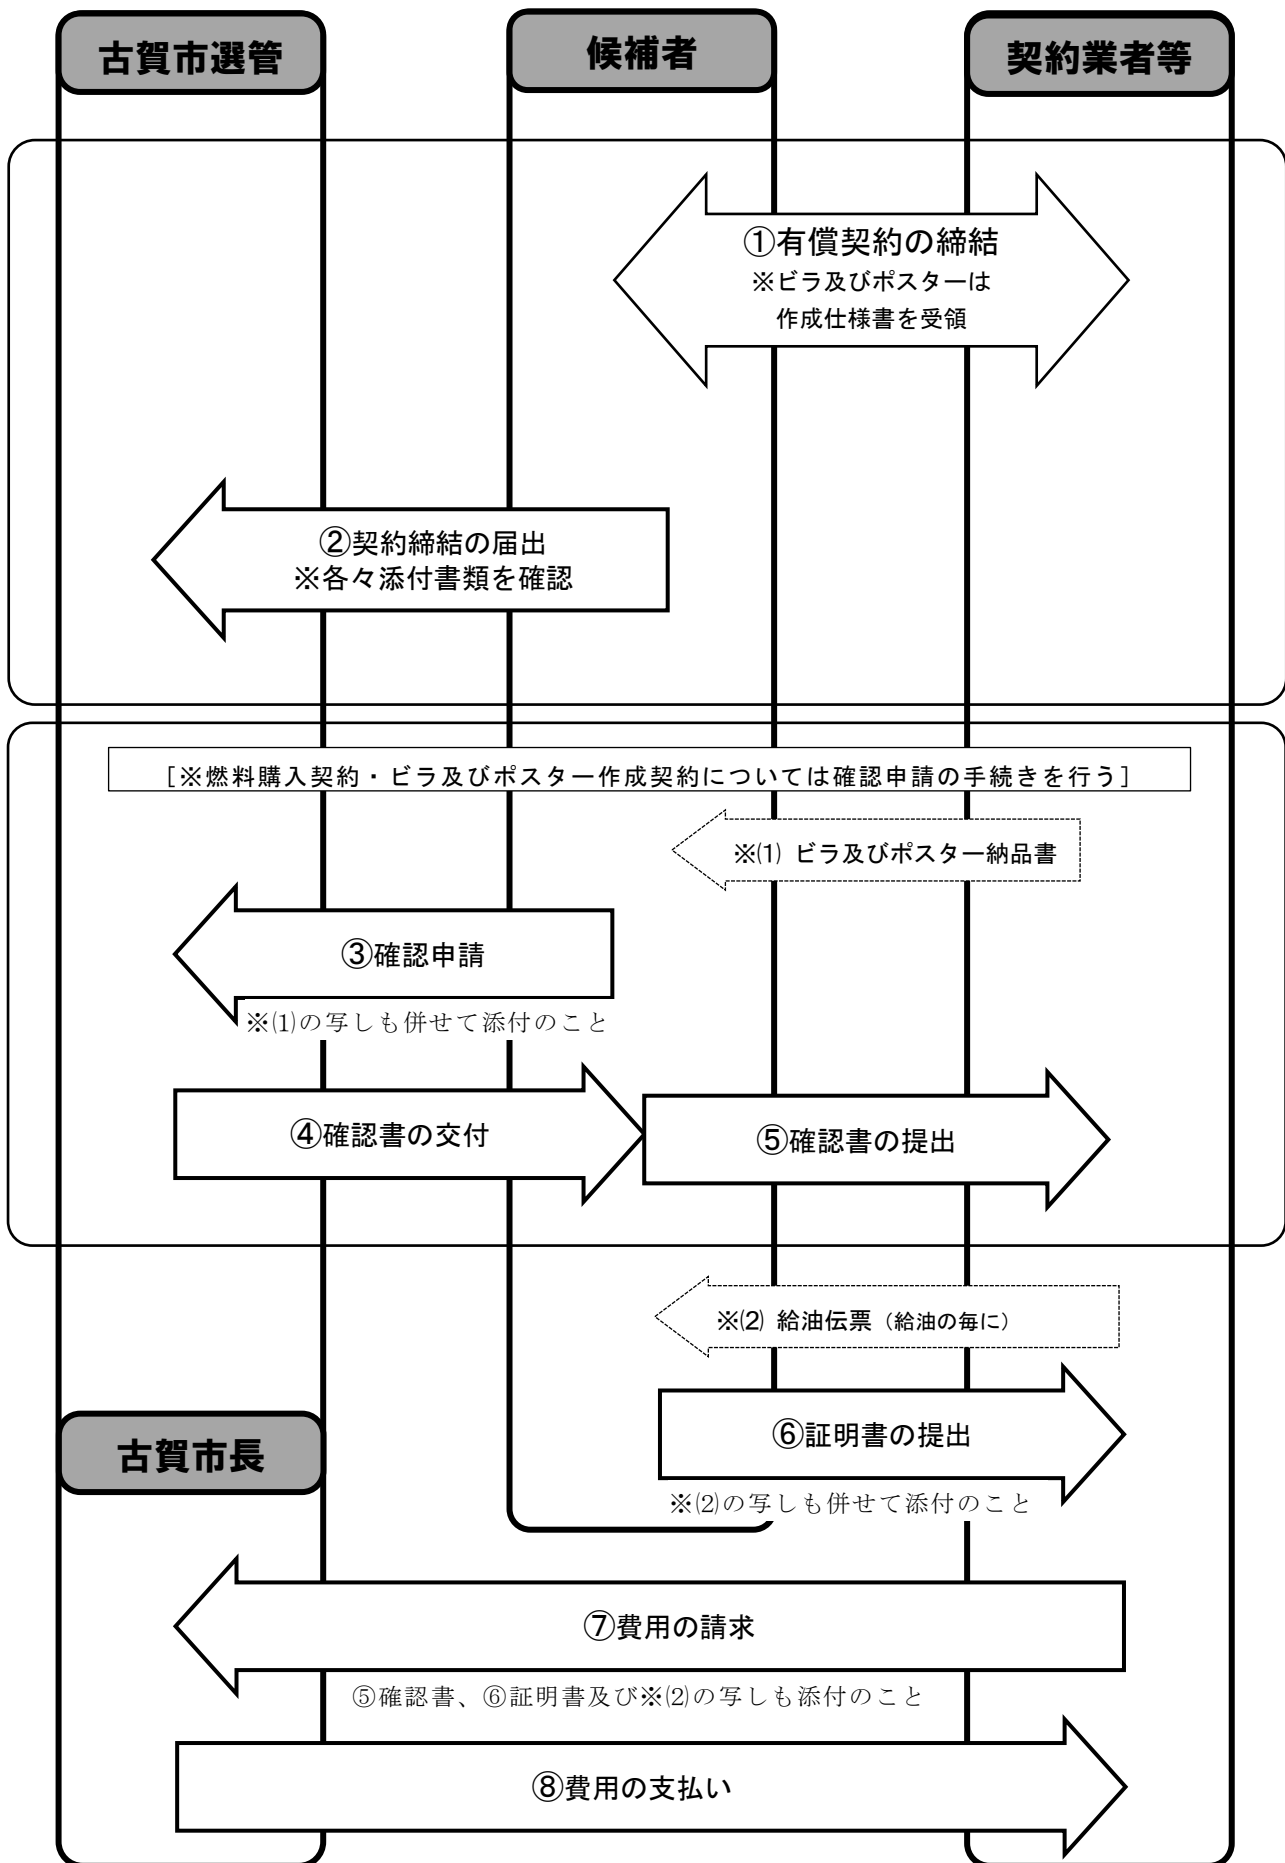 古賀市選管
候補者
契約業者等
①有償契約の締結
※ビラ及びポスターは
作成仕様書を受領
②契約締結の届出
※各々添付書類を確認
[※燃料購入契約・ビラ及びポスター作成契約については確認申請の手続きを行う]
※⑴ ビラ及びポスター納品書
③確認申請
※⑴の写しも併せて添付のこと
④確認書の交付
⑤確認書の提出
※⑵ 給油伝票（給油の毎に）
⑥証明書の提出
古賀市長
※⑵の写しも併せて添付のこと
⑦費用の請求
⑤確認書、⑥証明書及び※⑵の写しも添付のこと
⑧費用の支払い